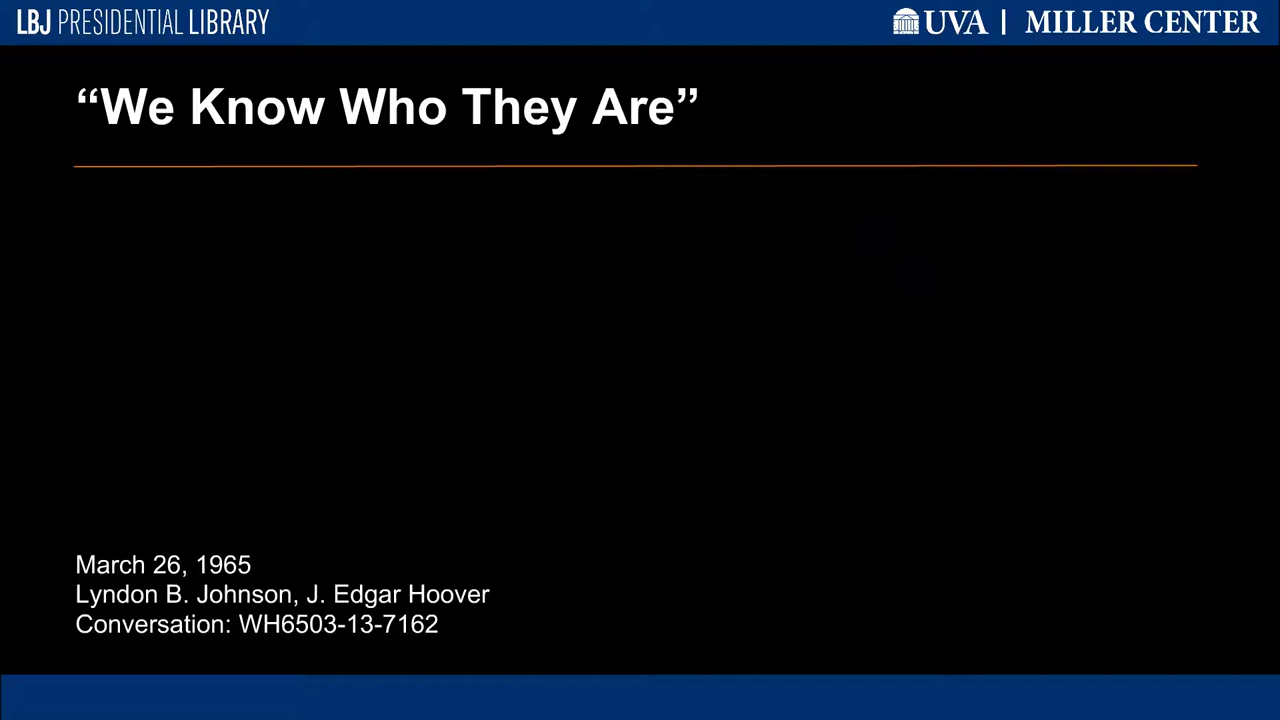 LBJ PRESIDENTIAL LIBRARY
UVA | MILLER CENTER
“We Know Who They Are”
March 26, 1965
Lyndon B. Johnson, J. Edgar Hoover
Conversation: WH6503-13-7162